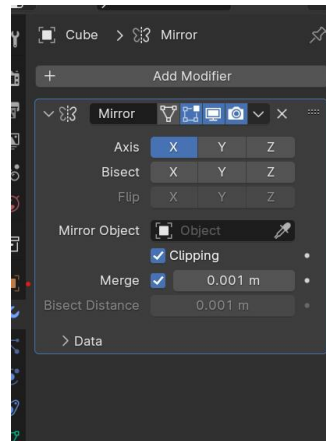 Cube > Mirror
+ Add Modifier
Mirror
Axis X Y Z
Bisect X Y Z
Flip X Y Z
Mirror Object Object
Clipping
Merge 0.001 m
Bisect Distance 0.001 m
> Data